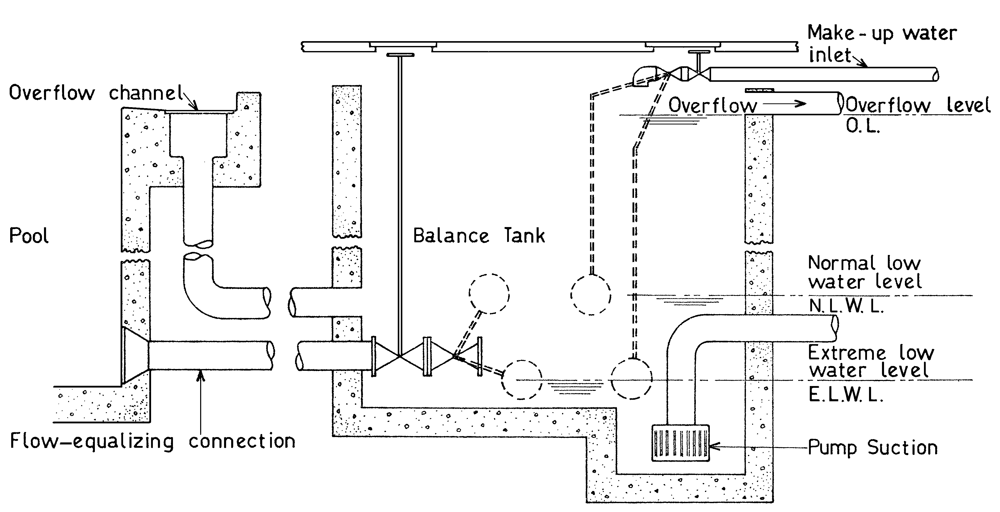 Make-up water
inlet
Overflow channel
Overflow
Overflow level
O.L.
Pool
Balance Tank
Normal low
water level
N.L.W.L.
Extreme low
water level
E.L.W.L.
Flow-equalizing connection
Pump Suction